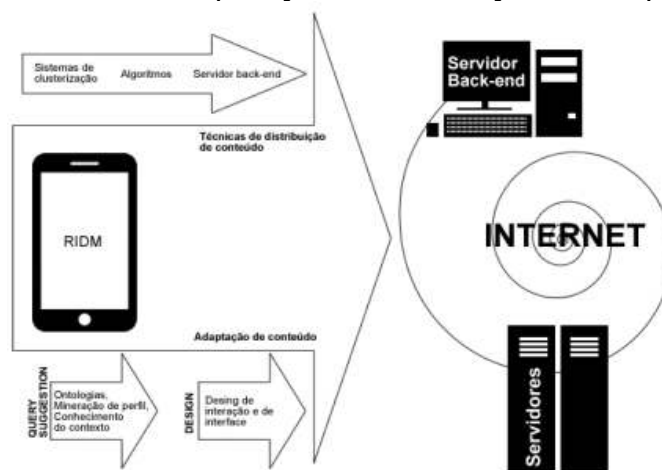 Sistemas de
clusterização
Algoritmos
Servidor back-end
Técnicas de distribuição
de conteúdo
RIDM
Adaptação de conteúdo
QUERY
SUGGESTION
Ontologias,
Mineração de perfil,
Conhecimento
do contexto
DESIGN
Desing de
interação e de
interface
Servidor
Back-end
INTERNET
Servidores